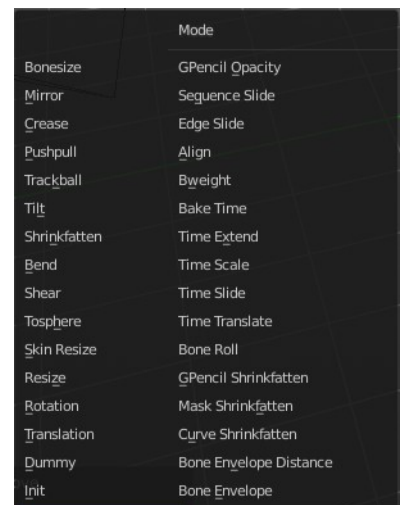 Mode
Bonesize
Mirror
Crease
Pushpull
Trackball
Tilt
Shrinkfatten
Bend
Shear
Tosphere
Skin Resize
Resize
Rotation
Translation
Dummy
Init
GPencil Opacity
Sequence Slide
Edge Slide
Align
Bweight
Bake Time
Time Extend
Time Scale
Time Slide
Time Translate
Bone Roll
GPencil Shrinkfatten
Mask Shrinkfatten
Curve Shrinkfatten
Bone Envelope Distance
Bone Envelope